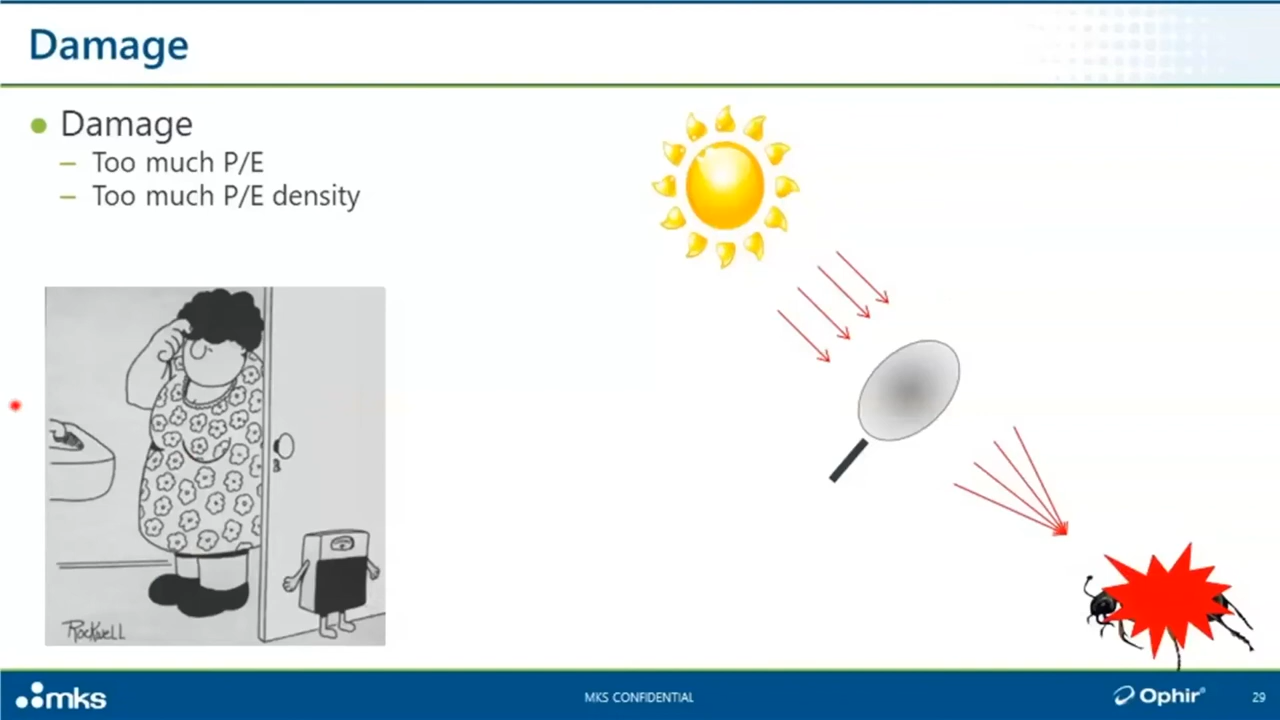 Damage
Damage
– Too much P/E
– Too much P/E density
Rockwell
mks
MKS CONFIDENTIAL
Ophir®
29